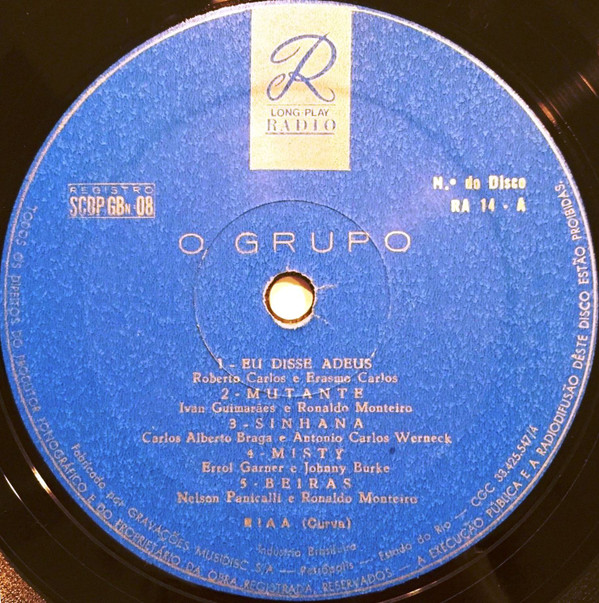 R
LONG-PLAY
RADIO
REGISTRO
SCDP GB Nº 08
N.º do Disco
RA 14 - A
O GRUPO
1 - EU DISSE ADEUS
Roberto Carlos e Erasmo Carlos
2 - MUTANTE
Ivan Guimarães e Ronaldo Monteiro
3 - SINHANA
Carlos Alberto Braga e Antonio Carlos Werneck
4 - MISTY
Errol Garner e Johnny Burke
5 - BEIRAS
Nelson Panicalli e Ronaldo Monteiro
RIAA (Curva)
Indústria Brasileira
Fabricado por GRAVAÇÕES MUSIDISC S/A - Petrópolis - Estado do Rio - CGC 33.425.547/4
TODOS OS DIREITOS DO PRODUTOR FONOGRÁFICO E DO PROPRIETÁRIO DA OBRA REGISTRADA, RESERVADOS - A EXECUÇÃO PÚBLICA E A RADIODIFUSÃO DÊSTE DISCO ESTÃO PROIBIDAS.